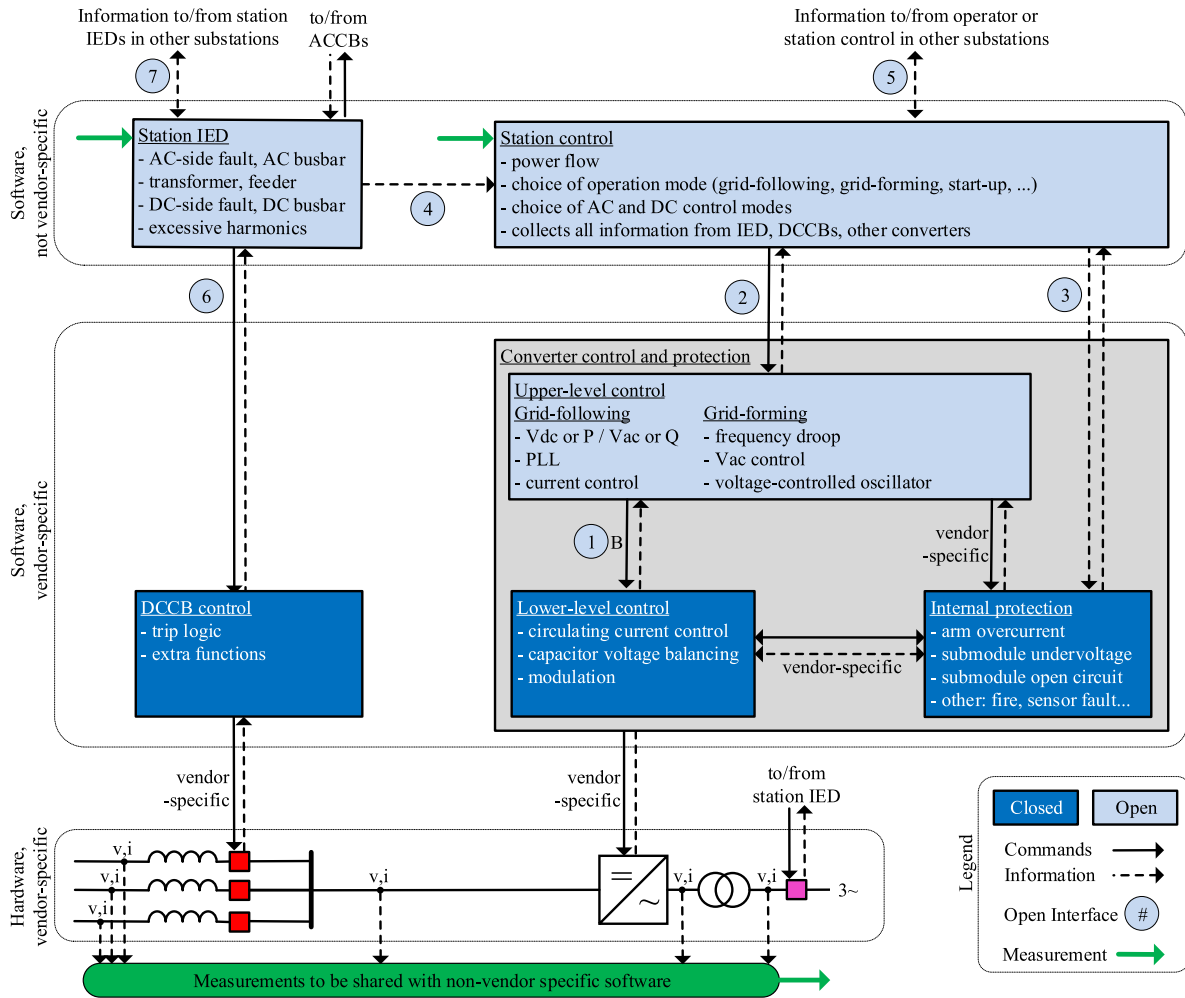 Information to/from station
IEDs in other substations
to/from
ACCBs
Information to/from operator or
station control in other substations
7
5
Software,
not vendor-specific
Station IED
- AC-side fault, AC busbar
- transformer, feeder
- DC-side fault, DC busbar
- excessive harmonics
4
Station control
- power flow
- choice of operation mode (grid-following, grid-forming, start-up, ...)
- choice of AC and DC control modes
- collects all information from IED, DCCBs, other converters
6
2
3
Software,
vendor-specific
Converter control and protection
Upper-level control
Grid-following
- Vdc or P / Vac or Q
- PLL
- current control
Grid-forming
- frequency droop
- Vac control
- voltage-controlled oscillator
1
B
vendor
-specific
DCCB control
- trip logic
- extra functions
Lower-level control
- circulating current control
- capacitor voltage balancing
- modulation
vendor-specific
Internal protection
- arm overcurrent
- submodule undervoltage
- submodule open circuit
- other: fire, sensor fault...
vendor
-specific
vendor
-specific
to/from
station IED
Hardware,
vendor-specific
v,i
v,i
v,i
v,i
=
~
v,i
v,i
3~
Measurements to be shared with non-vendor specific software
Legend
Closed
Open
Commands
Information
Open Interface
#
Measurement